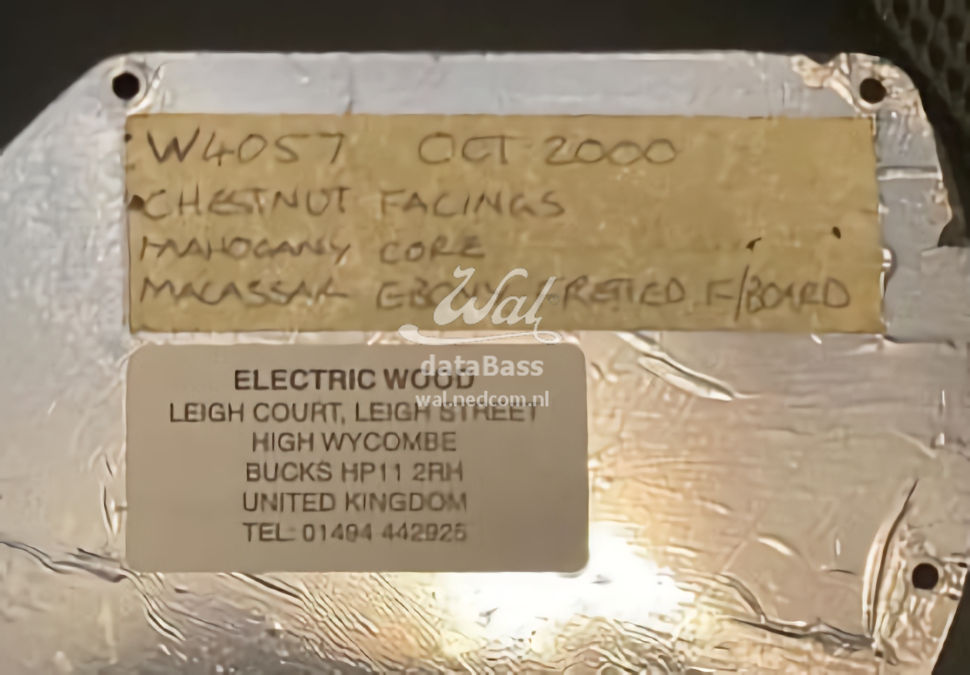 W4057 OCT 2000
CHESTNUT FACINGS
MAHOGANY CORE
MACASSAR EBONY FRETTED F/BOARD
Wal
dataBass
wal.nedcom.nl
ELECTRIC WOOD
LEIGH COURT, LEIGH STREET
HIGH WYCOMBE
BUCKS HP11 2RH
UNITED KINGDOM
TEL: 01494 442925